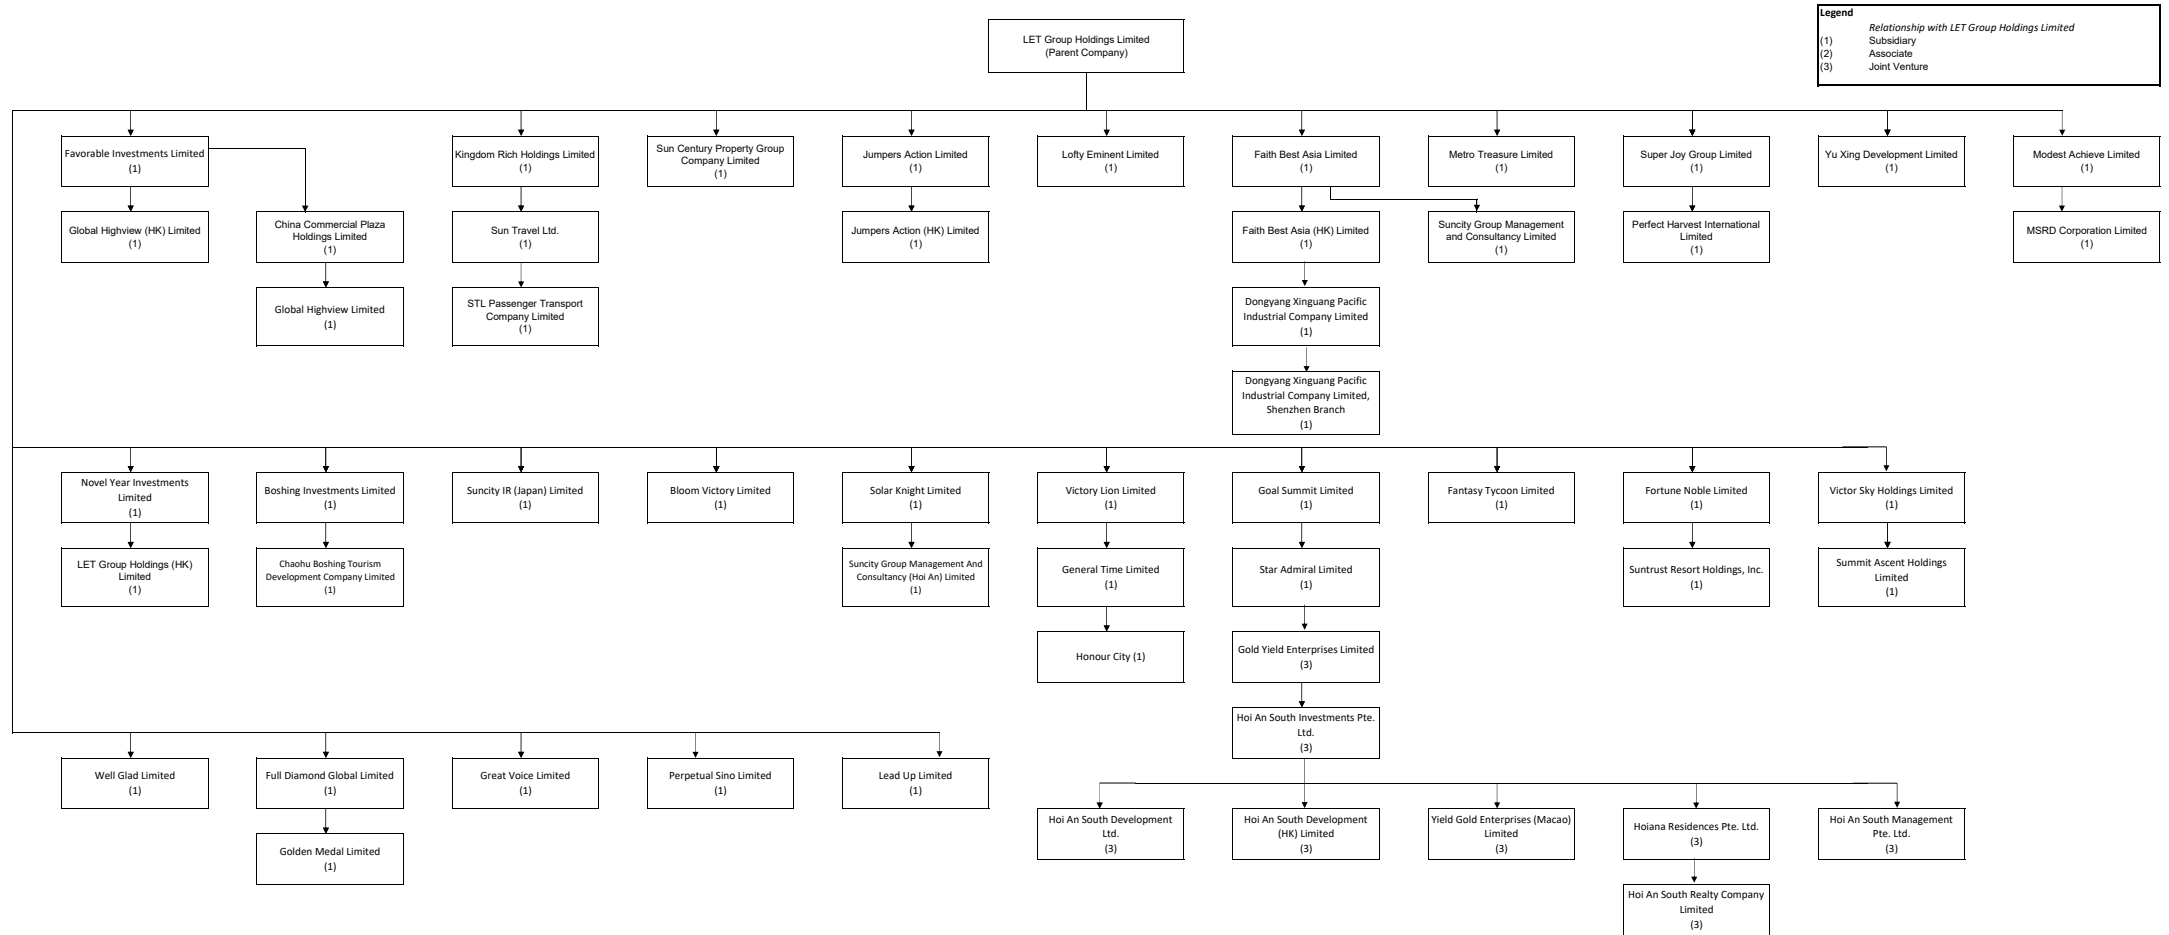 Legend
Relationship with LET Group Holdings Limited
(1) Subsidiary
(2) Associate
(3) Joint Venture
LET Group Holdings Limited
(Parent Company)
Favorable Investments Limited
(1)
Kingdom Rich Holdings Limited
(1)
Sun Century Property Group
Company Limited
(1)
Jumpers Action Limited
(1)
Lofty Eminent Limited
(1)
Faith Best Asia Limited
(1)
Metro Treasure Limited
(1)
Super Joy Group Limited
(1)
Yu Xing Development Limited
(1)
Modest Achieve Limited
(1)
Global Highview (HK) Limited
(1)
China Commercial Plaza
Holdings Limited
(1)
Sun Travel Ltd.
(1)
Jumpers Action (HK) Limited
(1)
Faith Best Asia (HK) Limited
(1)
Suncity Group Management
and Consultancy Limited
(1)
Perfect Harvest International
Limited
(1)
MSRD Corporation Limited
(1)
Global Highview Limited
(1)
STL Passenger Transport
Company Limited
(1)
Dongyang Xinguang Pacific
Industrial Company Limited
(1)
Dongyang Xinguang Pacific
Industrial Company Limited,
Shenzhen Branch
(1)
Novel Year Investments
Limited
(1)
Boshing Investments Limited
(1)
Suncity IR (Japan) Limited
(1)
Bloom Victory Limited
(1)
Solar Knight Limited
(1)
Victory Lion Limited
(1)
Goal Summit Limited
(1)
Fantasy Tycoon Limited
(1)
Fortune Noble Limited
(1)
Victor Sky Holdings Limited
(1)
LET Group Holdings (HK)
Limited
(1)
Chaohu Boshing Tourism
Development Company Limited
(1)
Suncity Group Management And
Consultancy (Hoi An) Limited
(1)
General Time Limited
(1)
Star Admiral Limited
(1)
Suntrust Resort Holdings, Inc.
(1)
Summit Ascent Holdings
Limited
(1)
Honour City (1)
Gold Yield Enterprises Limited
(3)
Hoi An South Investments Pte.
Ltd.
(3)
Well Glad Limited
(1)
Full Diamond Global Limited
(1)
Great Voice Limited
(1)
Perpetual Sino Limited
(1)
Lead Up Limited
(1)
Hoi An South Development
Ltd.
(3)
Hoi An South Development
(HK) Limited
(3)
Yield Gold Enterprises (Macao)
Limited
(3)
Hoiana Residences Pte. Ltd.
(3)
Hoi An South Management
Pte. Ltd.
(3)
Golden Medal Limited
(1)
Hoi An South Realty Company
Limited
(3)